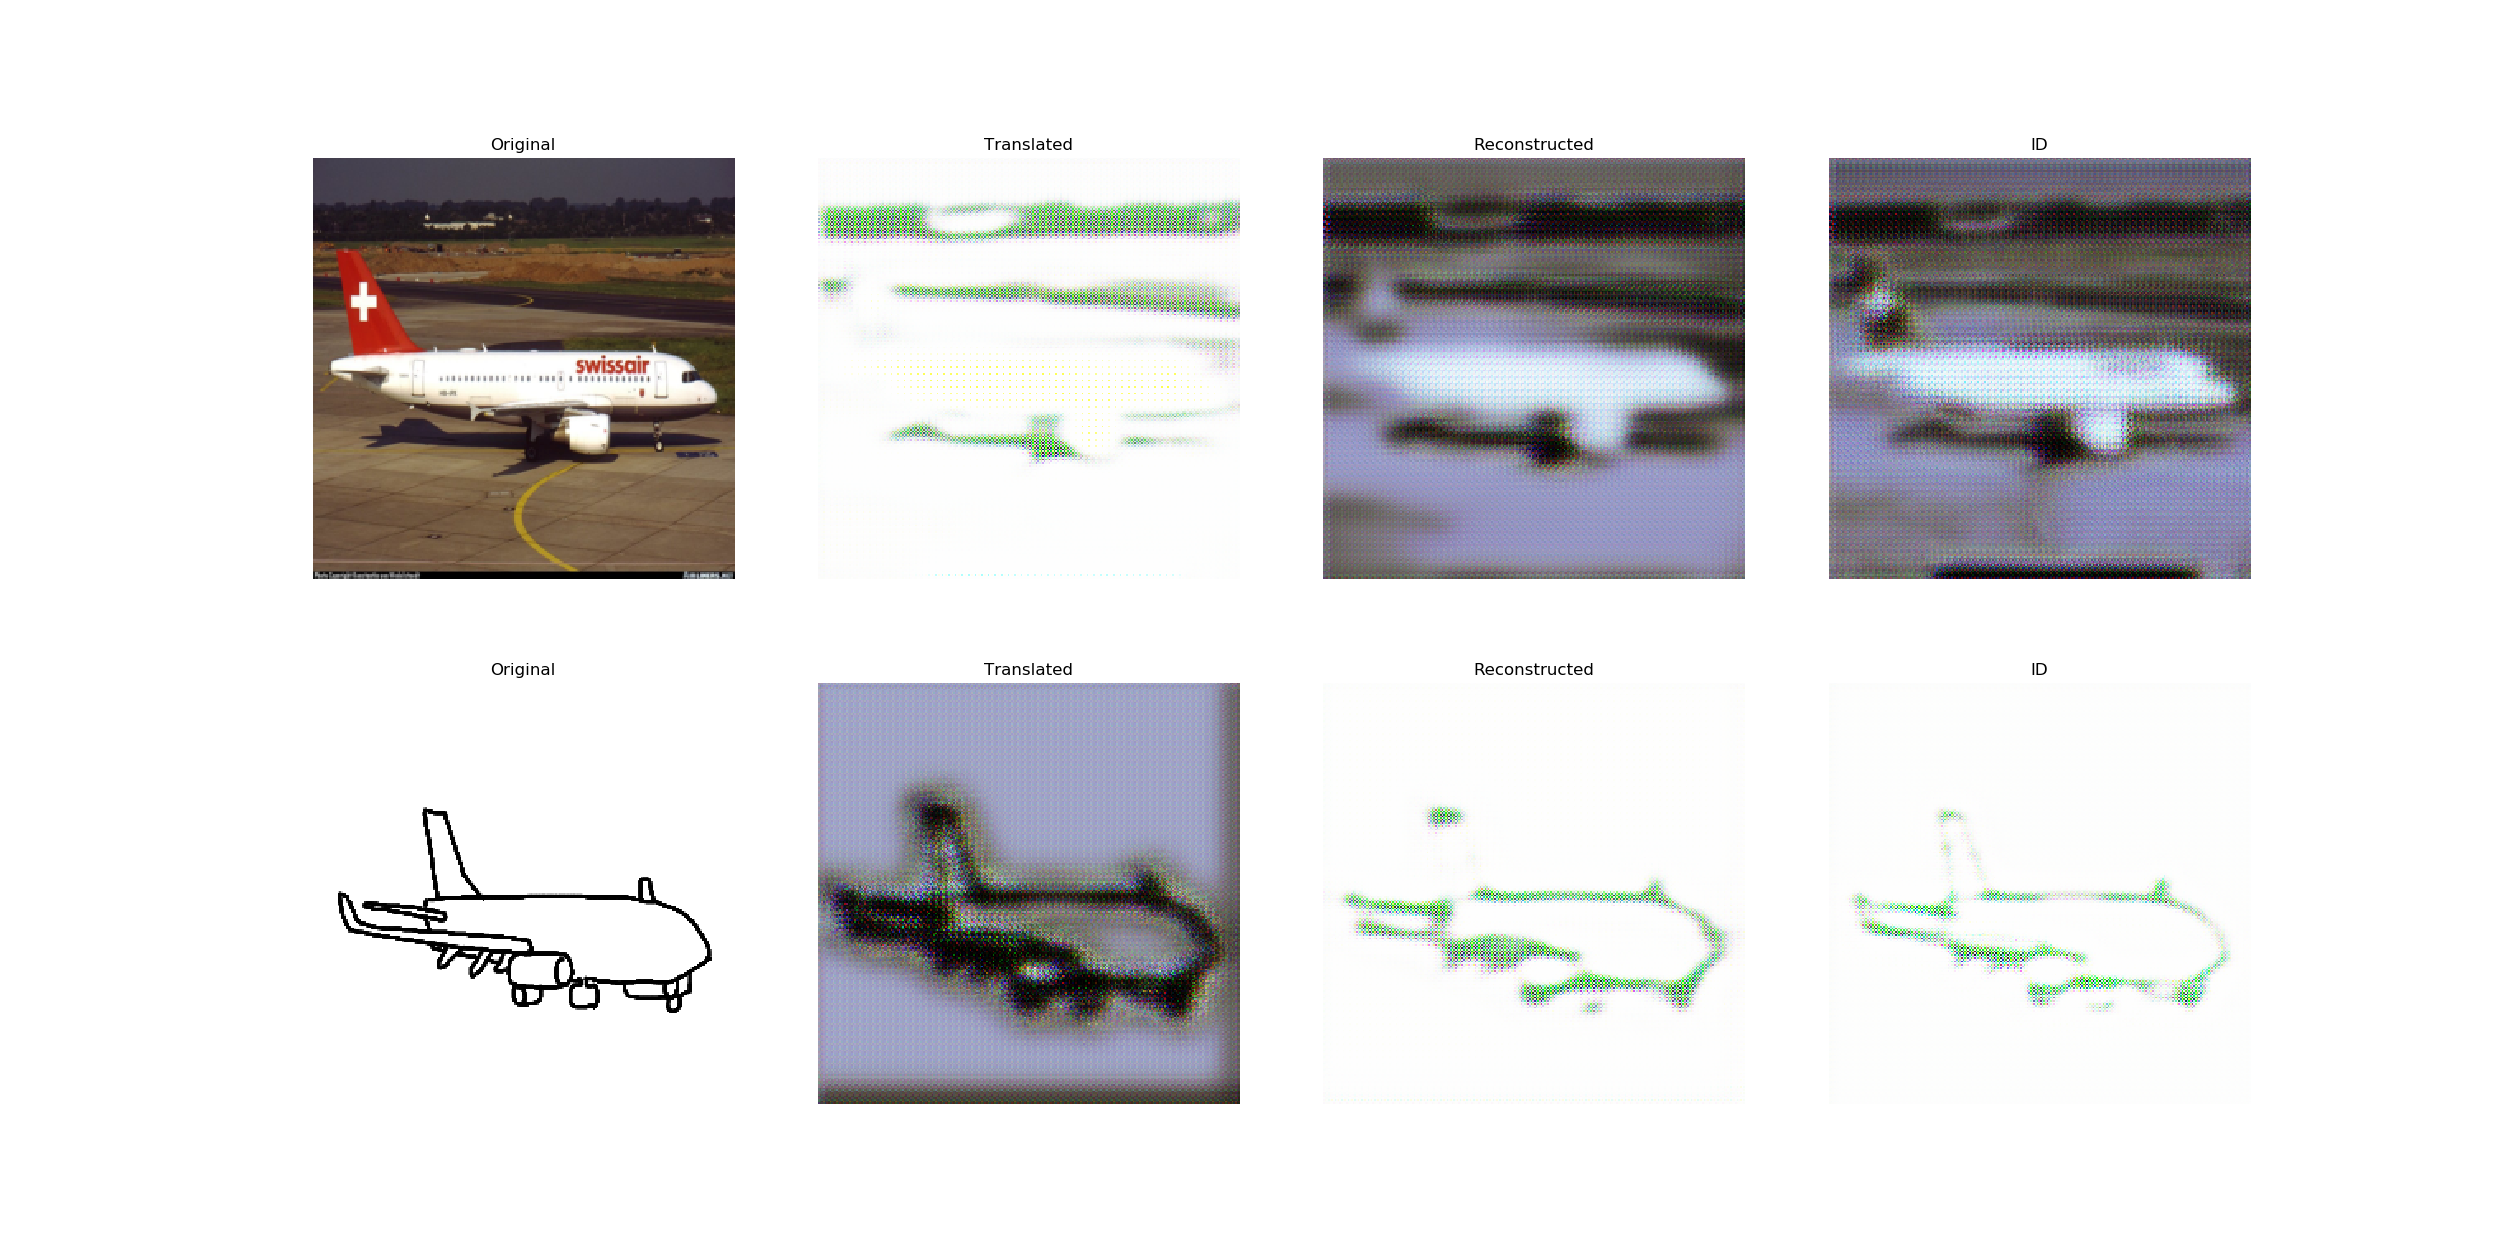 Original
Translated
Reconstructed
ID
swissair
Original
Translated
Reconstructed
ID